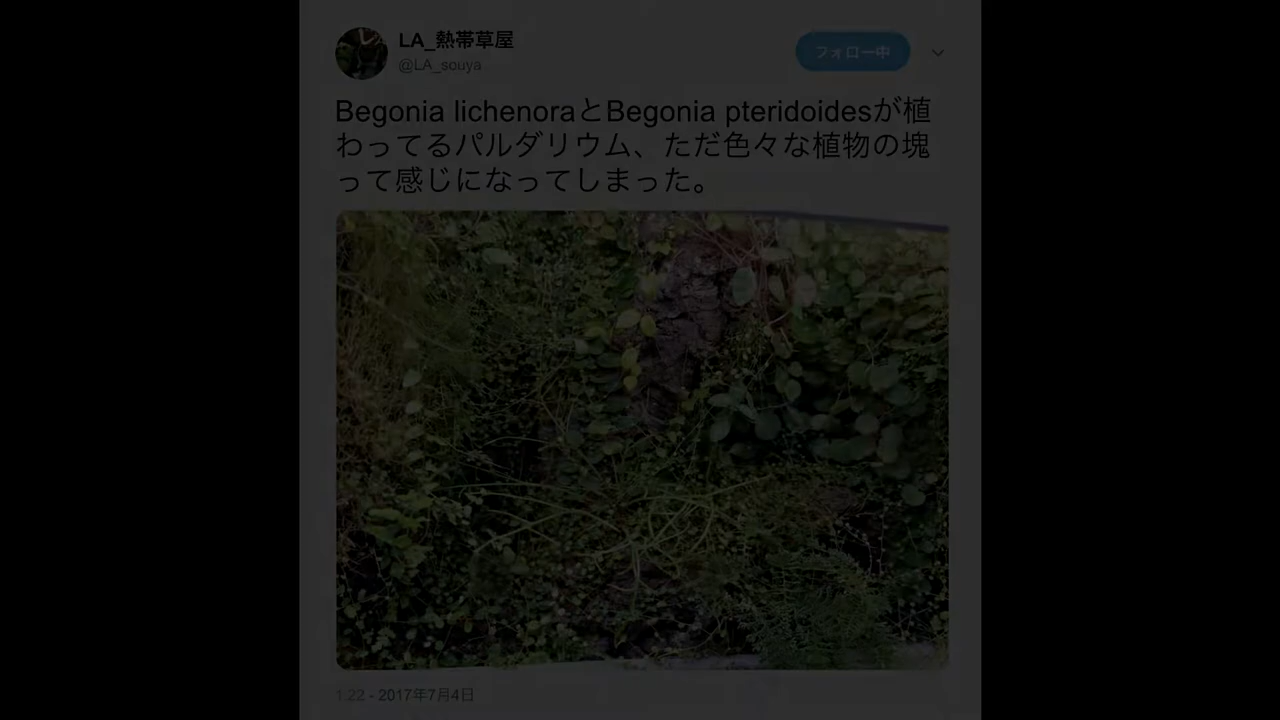 LA_熱帯草屋
@LA_souya
フォロー中
Begonia lichenoraとBegonia pteridoidesが植
わってるパルダリウム、ただ色々な植物の塊
って感じになってしまった。
1:22 - 2017年7月4日